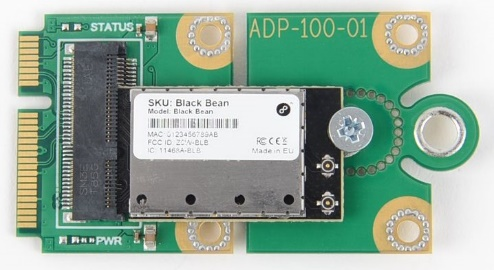 STATUS
ADP-100-01
SKU: Black Bean
Model: Black Bean
MAC: 0123456789AB
FCC ID: Z3W-BLB
IC: 11468A-BLB
Made in EU
PWR